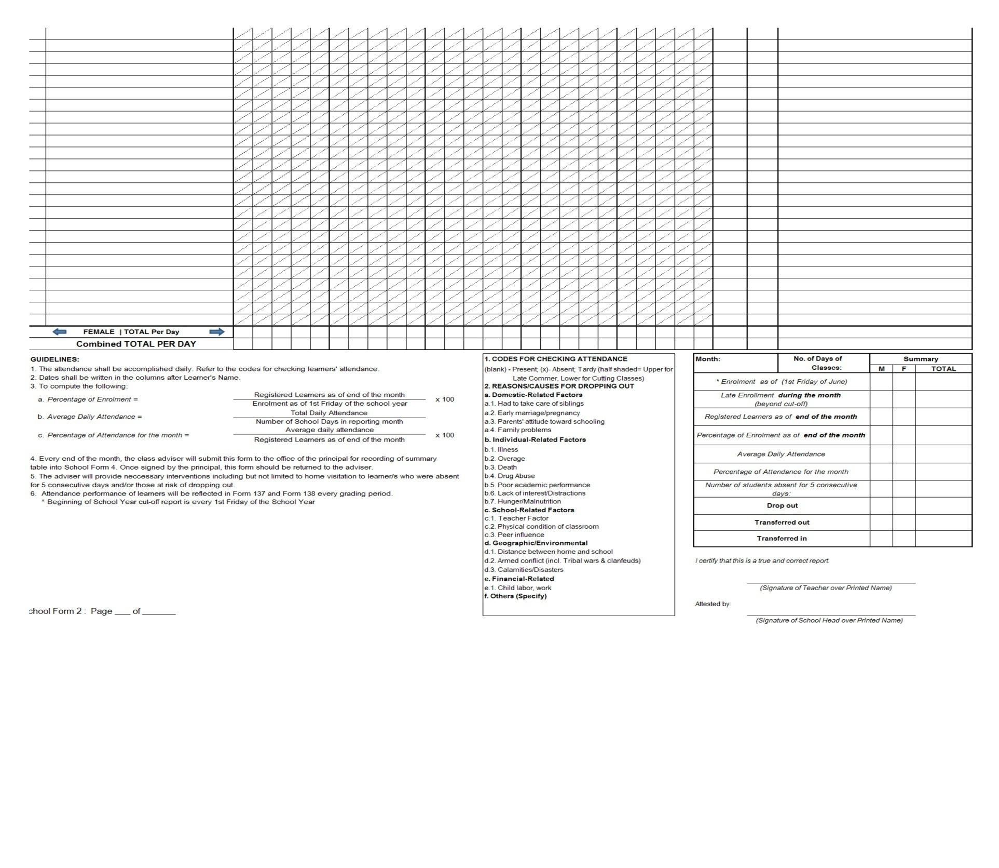 FEMALE | TOTAL Per Day
Combined TOTAL PER DAY
GUIDELINES:
1. The attendance shall be accomplished daily. Refer to the codes for checking learners' attendance.
2. Dates shall be written in the columns after Learner's Name.
3. To compute the following:
a. Percentage of Enrolment =
Registered Learners as of end of the month
Enrolment as of 1st Friday of the school year
x 100
b. Average Daily Attendance =
Total Daily Attendance
Number of School Days in reporting month
c. Percentage of Attendance for the month =
Average daily attendance
Registered Learners as of end of the month
x 100
4. Every end of the month, the class adviser will submit this form to the office of the principal for recording of summary
table into School Form 4. Once signed by the principal, this form should be returned to the adviser.
5. The adviser will provide neccessary interventions including but not limited to home visitation to learner/s who were absent
for 5 consecutive days and/or those at risk of dropping out.
6. Attendance performance of learners will be reflected in Form 137 and Form 138 every grading period.
* Beginning of School Year cut-off report is every 1st Friday of the School Year
chool Form 2 : Page ___ of _______
1. CODES FOR CHECKING ATTENDANCE
(blank) - Present; (x)- Absent; Tardy (half shaded= Upper for
Late Commer, Lower for Cutting Classes)
2. REASONS/CAUSES FOR DROPPING OUT
a. Domestic-Related Factors
a.1. Had to take care of siblings
a.2. Early marriage/pregnancy
a.3. Parents' attitude toward schooling
a.4. Family problems
b. Individual-Related Factors
b.1. Illness
b.2. Overage
b.3. Death
b.4. Drug Abuse
b.5. Poor academic performance
b.6. Lack of interest/Distractions
b.7. Hunger/Malnutrition
c. School-Related Factors
c.1. Teacher Factor
c.2. Physical condition of classroom
c.3. Peer influence
d. Geographic/Environmental
d.1. Distance between home and school
d.2. Armed conflict (incl. Tribal wars & clanfeuds)
d.3. Calamities/Disasters
e. Financial-Related
e.1. Child labor, work
f. Others (Specify)
Month:
No. of Days of
Classes:
Summary
M F TOTAL
* Enrolment as of (1st Friday of June)
Late Enrollment during the month
(beyond cut-off)
Registered Learners as of end of the month
Percentage of Enrolment as of end of the month
Average Daily Attendance
Percentage of Attendance for the month
Number of students absent for 5 consecutive
days:
Drop out
Transferred out
Transferred in
I certify that this is a true and correct report.
(Signature of Teacher over Printed Name)
Attested by:
(Signature of School Head over Printed Name)